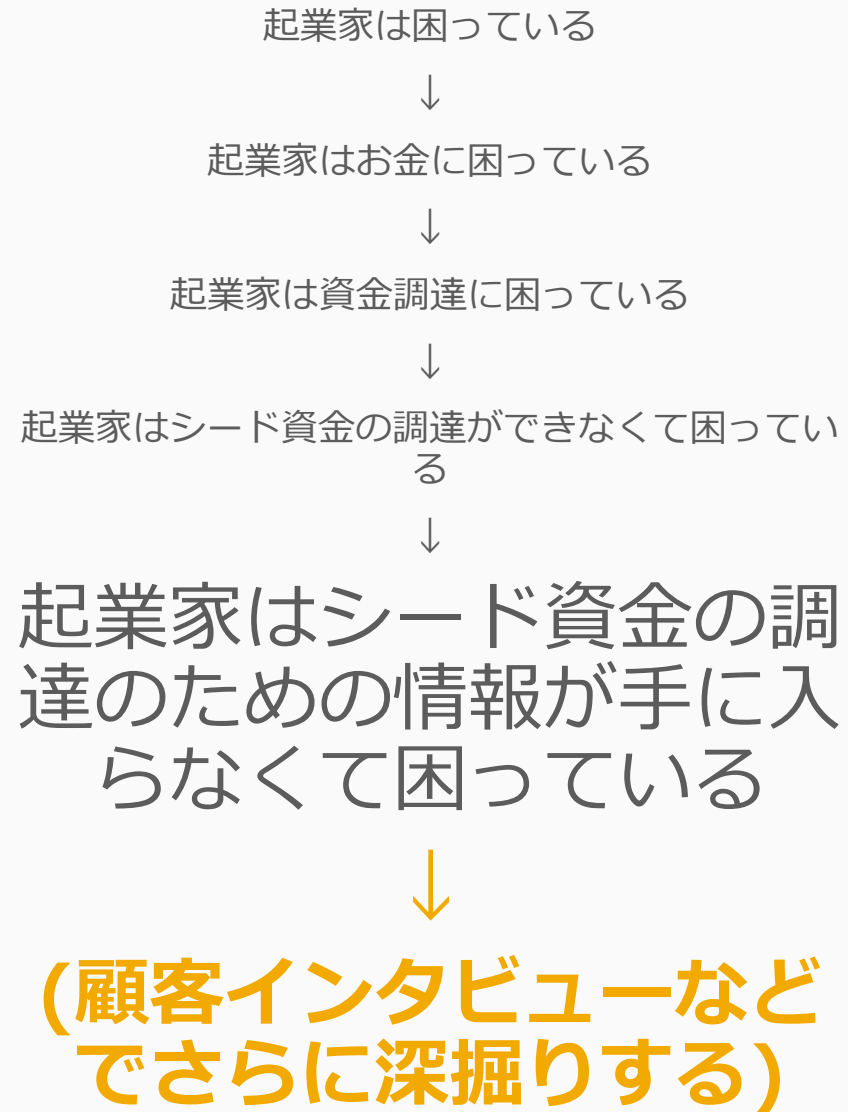 起業家は困っている
↓
起業家はお金に困っている
↓
起業家は資金調達に困っている
↓
起業家はシード資金の調達ができなくて困ってい
る
↓
起業家はシード資金の調
達のための情報が手に入
らなくて困っている
↓
(顧客インタビューなど
でさらに深掘りする)